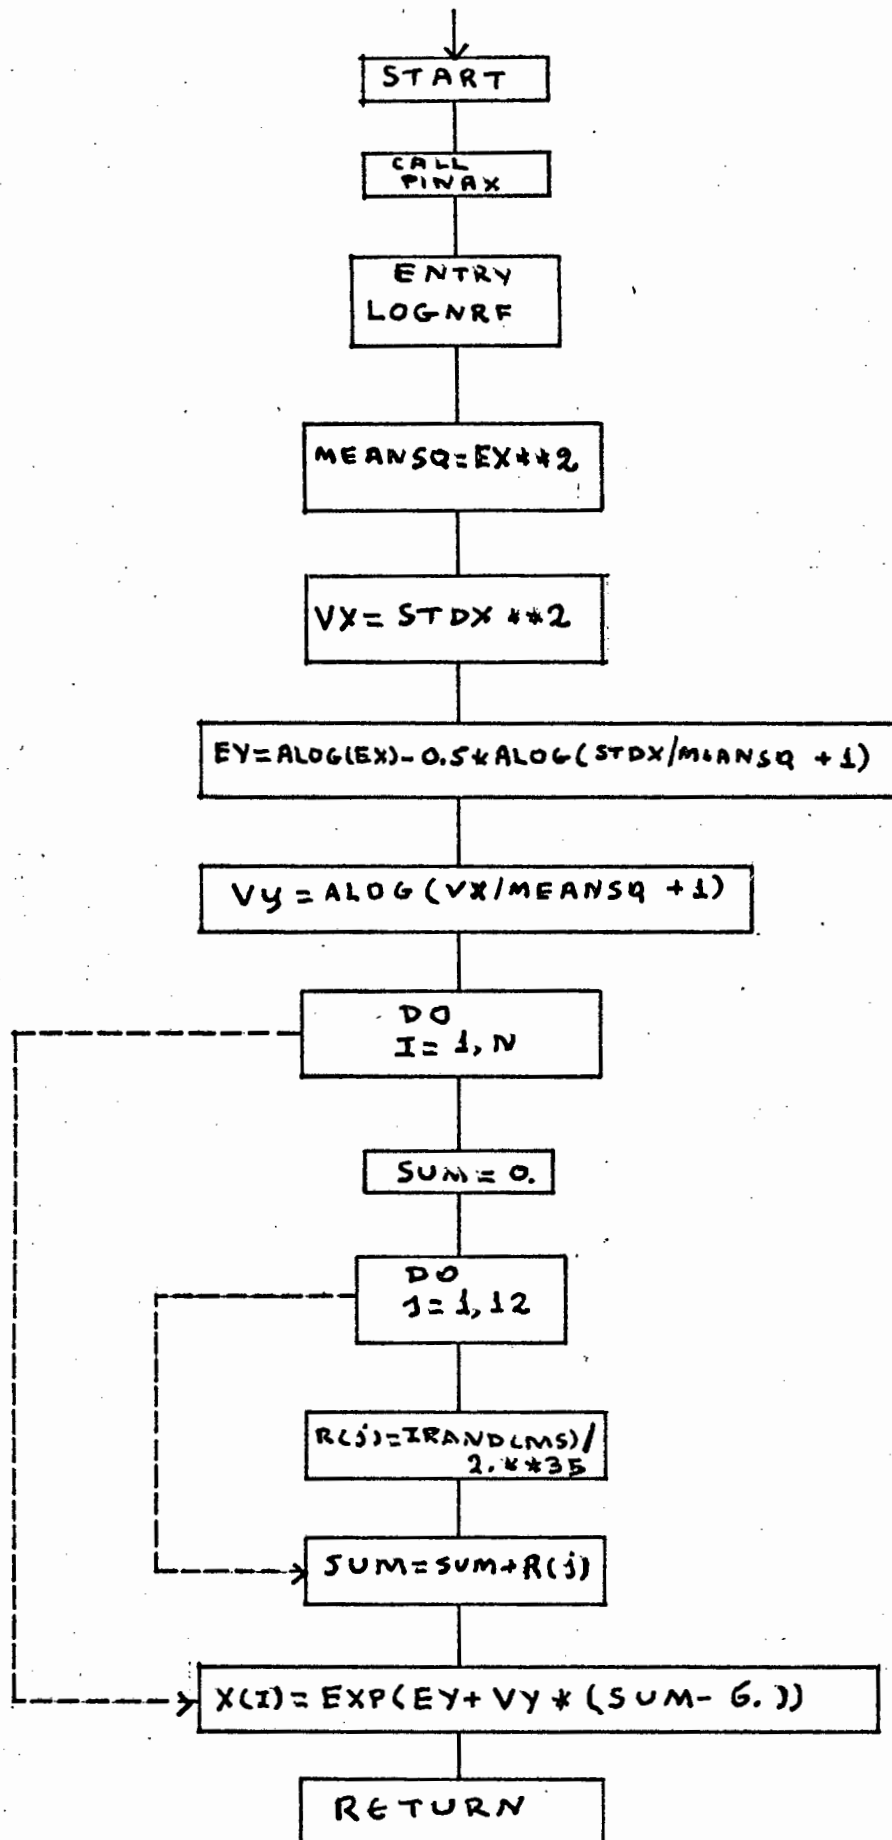 START
CALL
PINAX
ENTRY
LOGNRF
MEANSQ=EX**2
VX=STDX**2
EY=ALOG(EX)-0.5*ALOG(STDX/MEANSQ +1)
Vy=ALOG(VX/MEANSQ +1)
DO
I=1,N
SUM=0.
DO
J=1,12
R(j)=IRAND(MS)/
2.**35
SUM=SUM+R(j)
X(I)=EXP(EY+VY*(SUM-6.))
RETURN